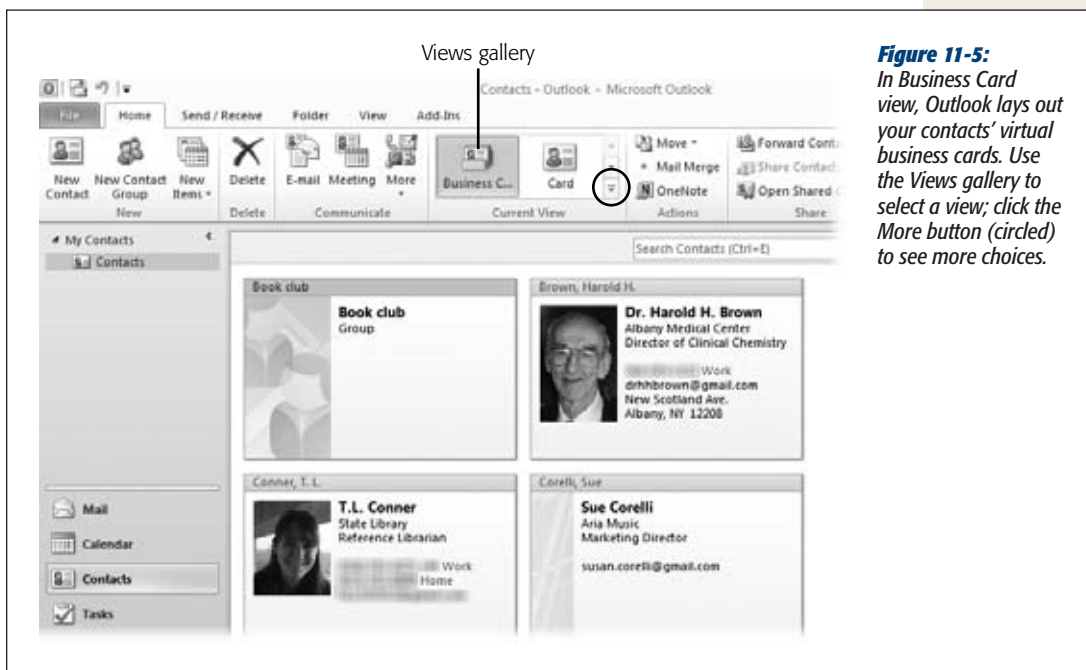 Views gallery
Contacts - Outlook - Microsoft Outlook
File Home Send / Receive Folder View Add-Ins
New Contact
New Contact Group
New Items
New
Delete
Delete
E-mail Meeting More
Communicate
Business C...
Card
Current View
Move
Mail Merge
OneNote
Actions
Forward Cont
Share Contact
Open Shared
Share
My Contacts
Contacts
Search Contacts (Ctrl+E)
Book club
Book club
Group
Brown, Harold H.
Dr. Harold H. Brown
Albany Medical Center
Director of Clinical Chemistry
Work
drhhbrown@gmail.com
New Scotland Ave.
Albany, NY 12208
Conner, T. L.
T.L. Conner
State Library
Reference Librarian
Work
Home
Corelli, Sue
Sue Corelli
Aria Music
Marketing Director
susan.corelli@gmail.com
Mail
Calendar
Contacts
Tasks
Figure 11-5:
In Business Card
view, Outlook lays out
your contacts’ virtual
business cards. Use
the Views gallery to
select a view; click the
More button (circled)
to see more choices.